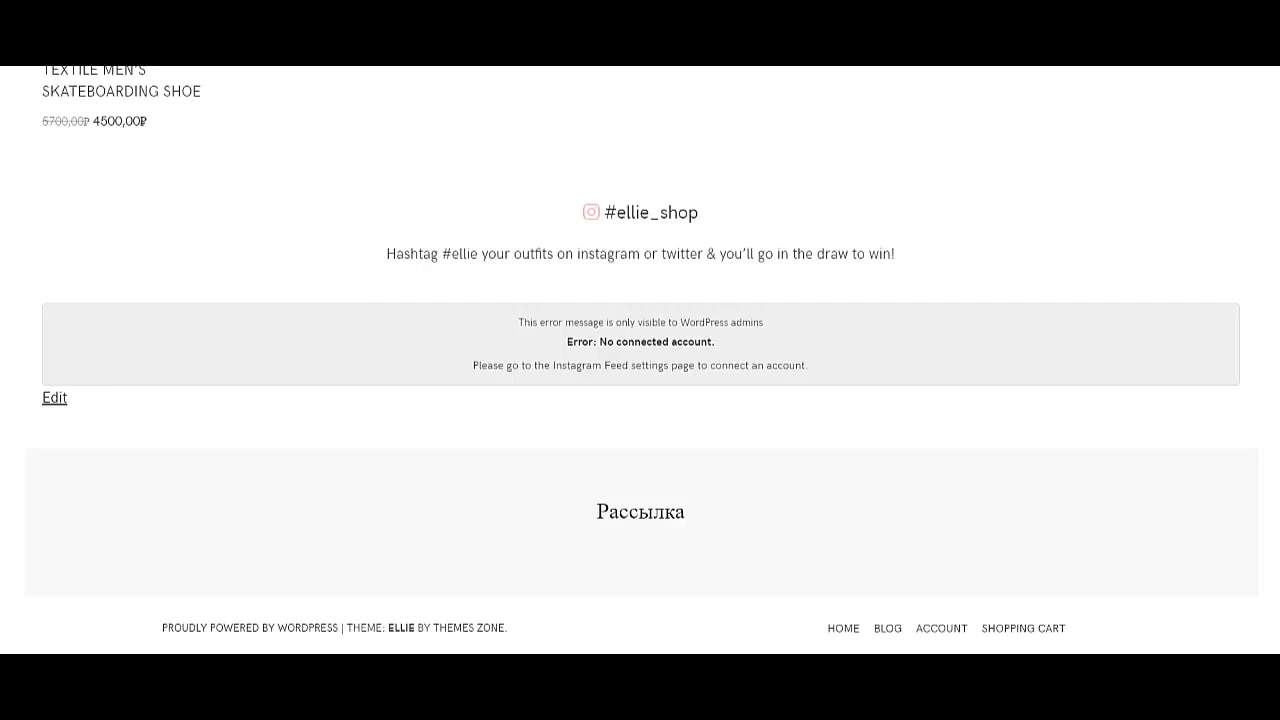 TEXTILE MEN'S
SKATEBOARDING SHOE
5700,00₽ 4500,00₽
#ellie_shop
Hashtag #ellie your outfits on instagram or twitter & you'll go in the draw to win!
This error message is only visible to WordPress admins
Error: No connected account.
Please go to the Instagram Feed settings page to connect an account.
Edit
Рассылка
PROUDLY POWERED BY WORDPRESS | THEME: ELLIE BY THEMES ZONE.
HOME BLOG ACCOUNT SHOPPING CART